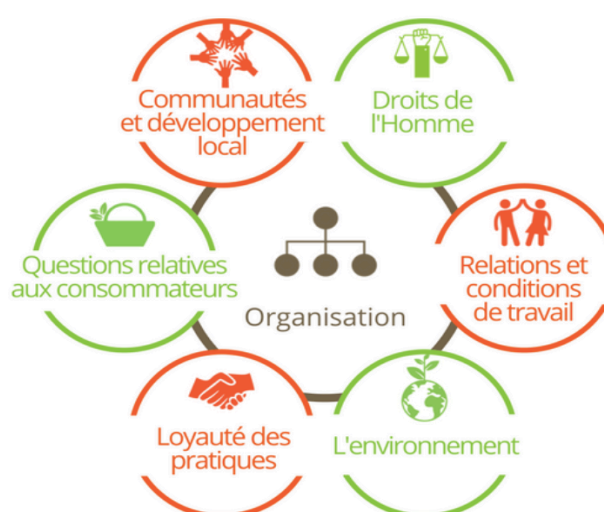 Communautés
et développement
local
Droits de
l'Homme
Questions relatives
aux consommateurs
Organisation
Relations et
conditions
de travail
Loyauté des
pratiques
L'environnement